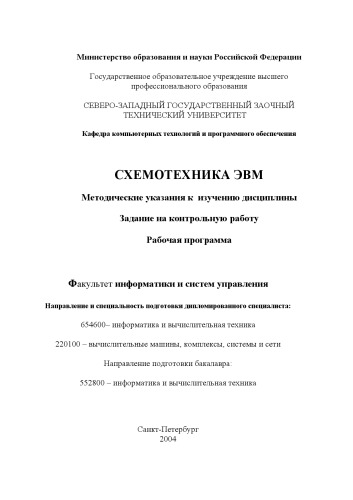 Министерство образования и науки Российской Федерации
Государственное образовательное учреждение высшего
профессионального образования
СЕВЕРО-ЗАПАДНЫЙ ГОСУДАРСТВЕННЫЙ ЗАОЧНЫЙ
ТЕХНИЧЕСКИЙ УНИВЕРСИТЕТ
Кафедра компьютерных технологий и программного обеспечения
СХЕМОТЕХНИКА ЭВМ
Методические указания к изучению дисциплины
Задание на контрольную работу
Рабочая программа
Факультет информатики и систем управления
Направление и специальность подготовки дипломированного специалиста:
654600– информатика и вычислительная техника
220100 – вычислительные машины, комплексы, системы и сети
Направление подготовки бакалавра:
552800 – информатика и вычислительная техника
Санкт-Петербург
2004